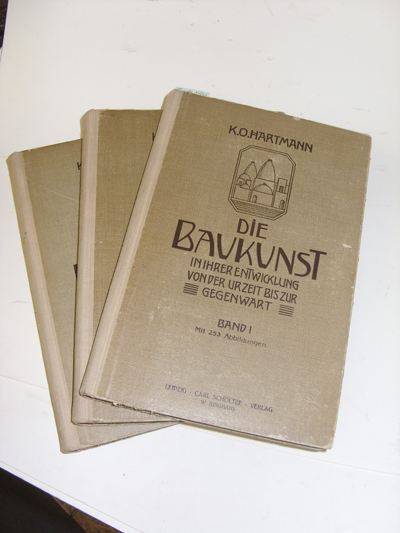 K.O.HARTMANN
DIE
BAUKUNST
IN IHRER ENTWICKLUNG
VON DER URZEIT BIS ZUR
GEGENWART
BAND I
Mit 253 Abbildungen
LEIPZIG - CARL SCHOLTZE - VERLAG
W JUNGHANS
K
K